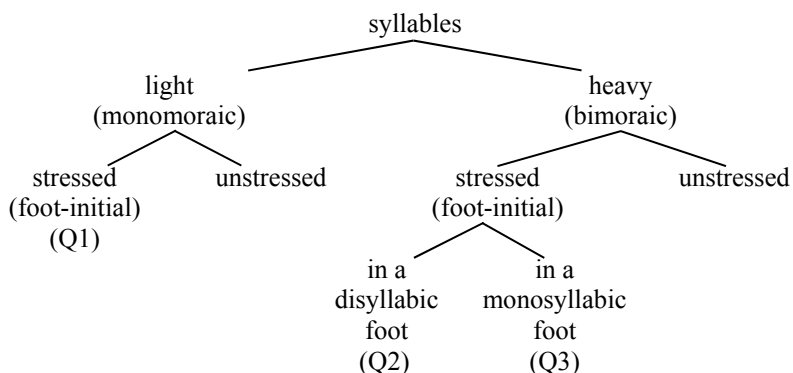 syllables
light heavy
(monomoraic) (bimoraic)
stressed unstressed stressed unstressed
(foot-initial) (foot-initial)
(Q1)
in a in a
disyllabic monosyllabic
foot foot
(Q2) (Q3)